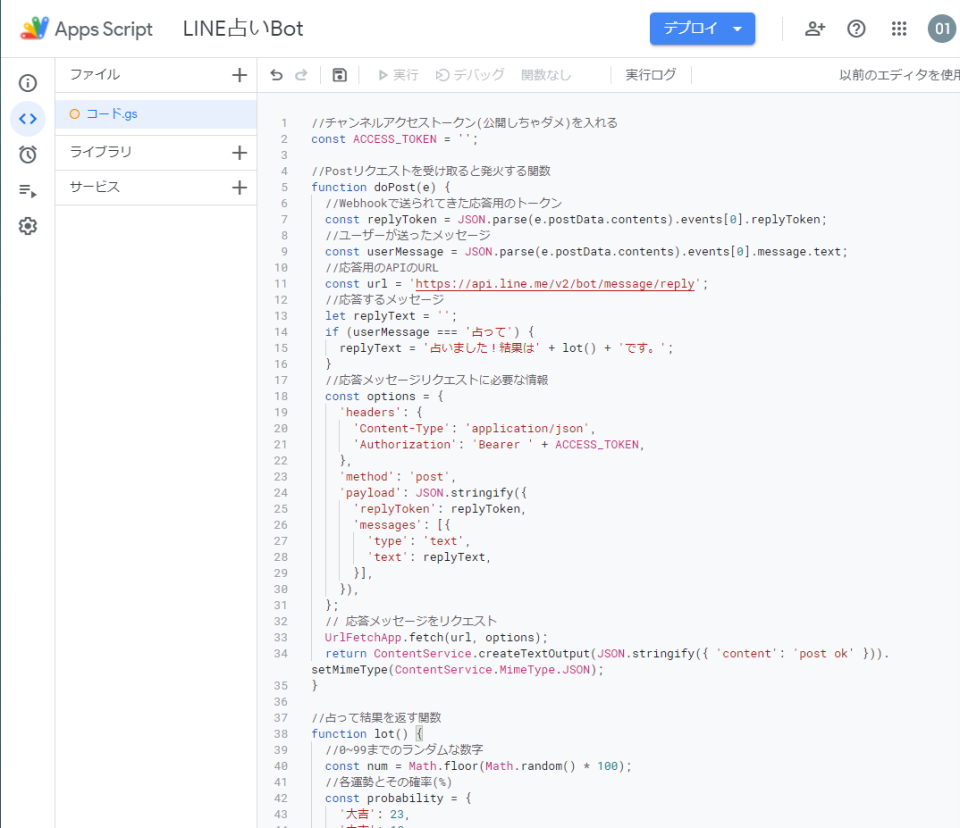 Apps Script LINE占いBot デプロイ 01
ファイル
実行 デバッグ 関数なし 実行ログ 以前のエディタを使用
コード.gs
ライブラリ
サービス
1 //チャンネルアクセストークン(公開しちゃダメ)を入れる
2 const ACCESS_TOKEN = '';
3
4 //Postリクエストを受け取ると発火する関数
5 function doPost(e) {
6 //Webhookで送られてきた応答用のトークン
7 const replyToken = JSON.parse(e.postData.contents).events[0].replyToken;
8 //ユーザーが送ったメッセージ
9 const userMessage = JSON.parse(e.postData.contents).events[0].message.text;
10 //応答用のAPIのURL
11 const url = 'https://api.line.me/v2/bot/message/reply';
12 //応答するメッセージ
13 let replyText = '';
14 if (userMessage === '占って') {
15 replyText = '占いました！結果は' + lot() + 'です。';
16 }
17 //応答メッセージリクエストに必要な情報
18 const options = {
19 'headers': {
20 'Content-Type': 'application/json',
21 'Authorization': 'Bearer ' + ACCESS_TOKEN,
22 },
23 'method': 'post',
24 'payload': JSON.stringify({
25 'replyToken': replyToken,
26 'messages': [{
27 'type': 'text',
28 'text': replyText,
29 }],
30 }),
31 };
32 // 応答メッセージをリクエスト
33 UrlFetchApp.fetch(url, options);
34 return ContentService.createTextOutput(JSON.stringify({ 'content': 'post ok' })).
setMimeType(ContentService.MimeType.JSON);
35 }
36
37 //占って結果を返す関数
38 function lot() {
39 //0~99までのランダムな数字
40 const num = Math.floor(Math.random() * 100);
41 //各運勢とその確率(%)
42 const probability = {
43 '大吉': 23,